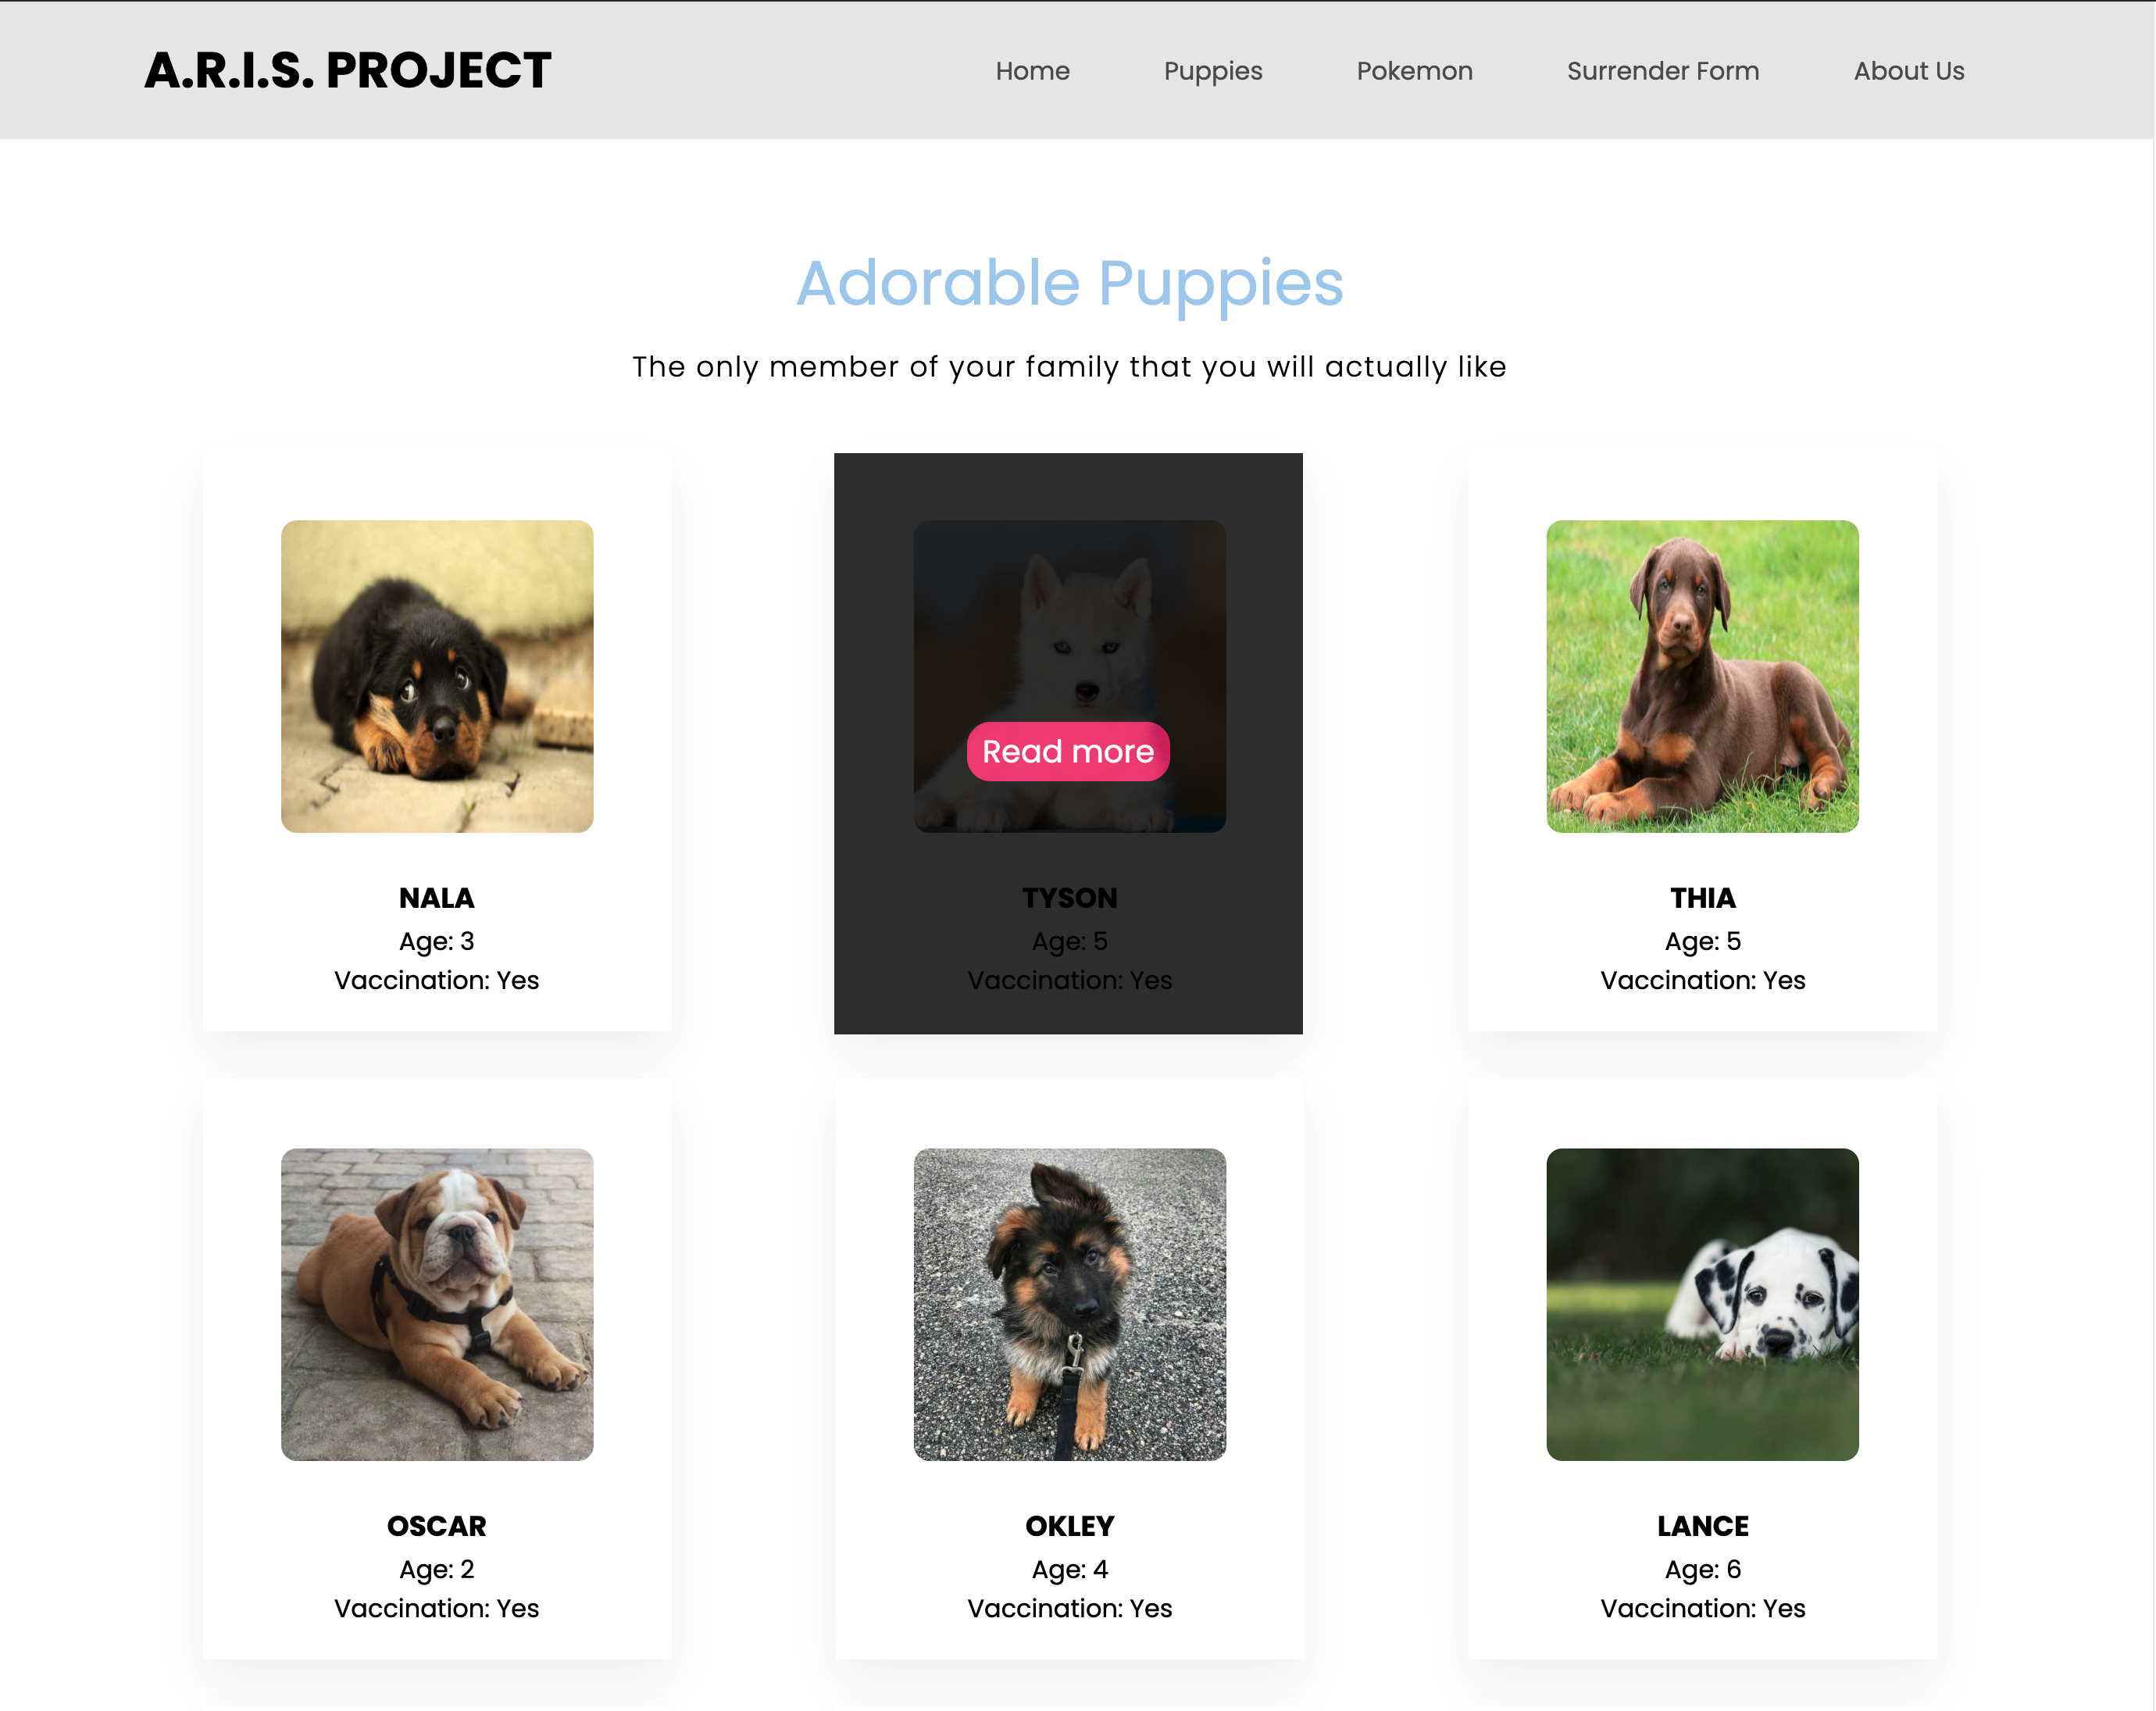 A.R.I.S. PROJECT
Home Puppies Pokemon Surrender Form About Us
Adorable Puppies
The only member of your family that you will actually like
Read more
NALA
Age: 3
Vaccination: Yes
TYSON
Age: 5
Vaccination: Yes
THIA
Age: 5
Vaccination: Yes
OSCAR
Age: 2
Vaccination: Yes
OKLEY
Age: 4
Vaccination: Yes
LANCE
Age: 6
Vaccination: Yes